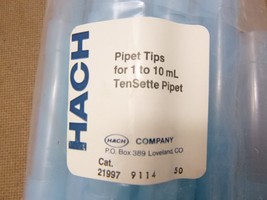 HACH
Pipet Tips
for 1 to 10 mL
TenSette Pipet
HACH COMPANY
P.O. Box 389 Loveland, CO
Cat.
21997 9114 50